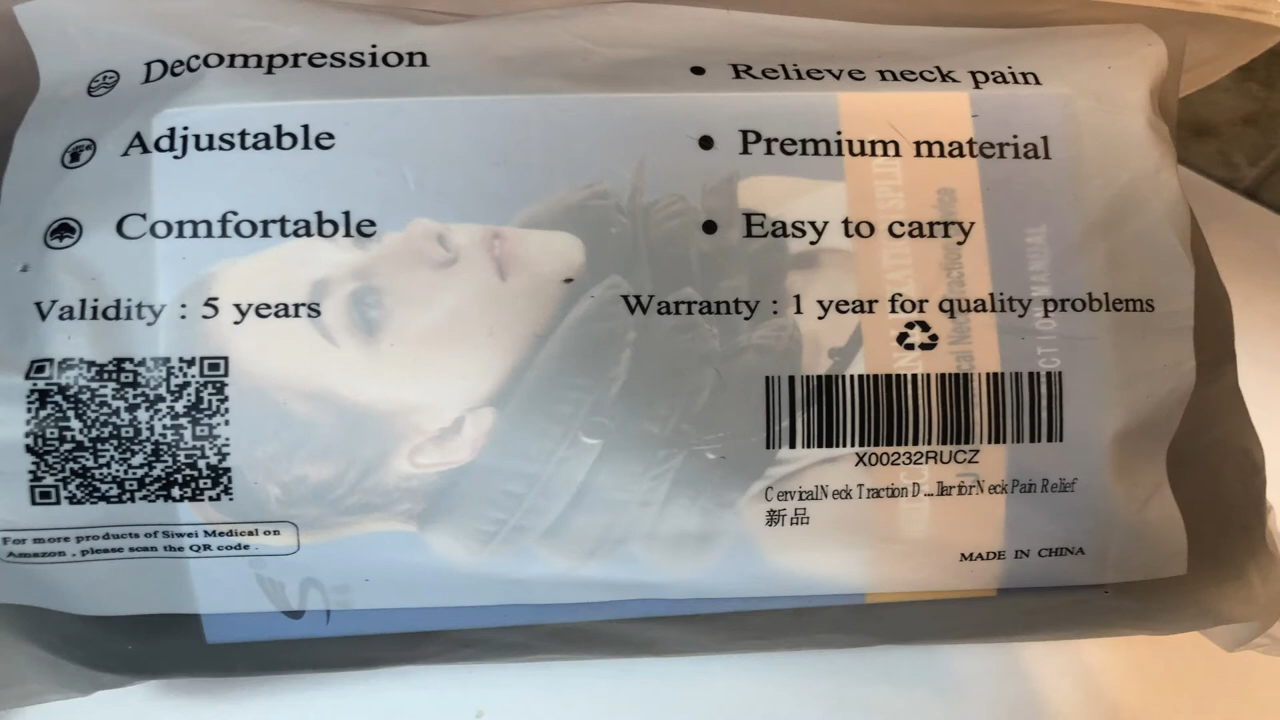 Decompression
Adjustable
Comfortable
Validity : 5 years
• Relieve neck pain
• Premium material
• Easy to carry
Warranty : 1 year for quality problems
X00232RUCZ
Cervical Neck Traction D... llar for Neck Pain Relief
新品
MADE IN CHINA
For more products of Siwei Medical on
Amazon , please scan the QR code .